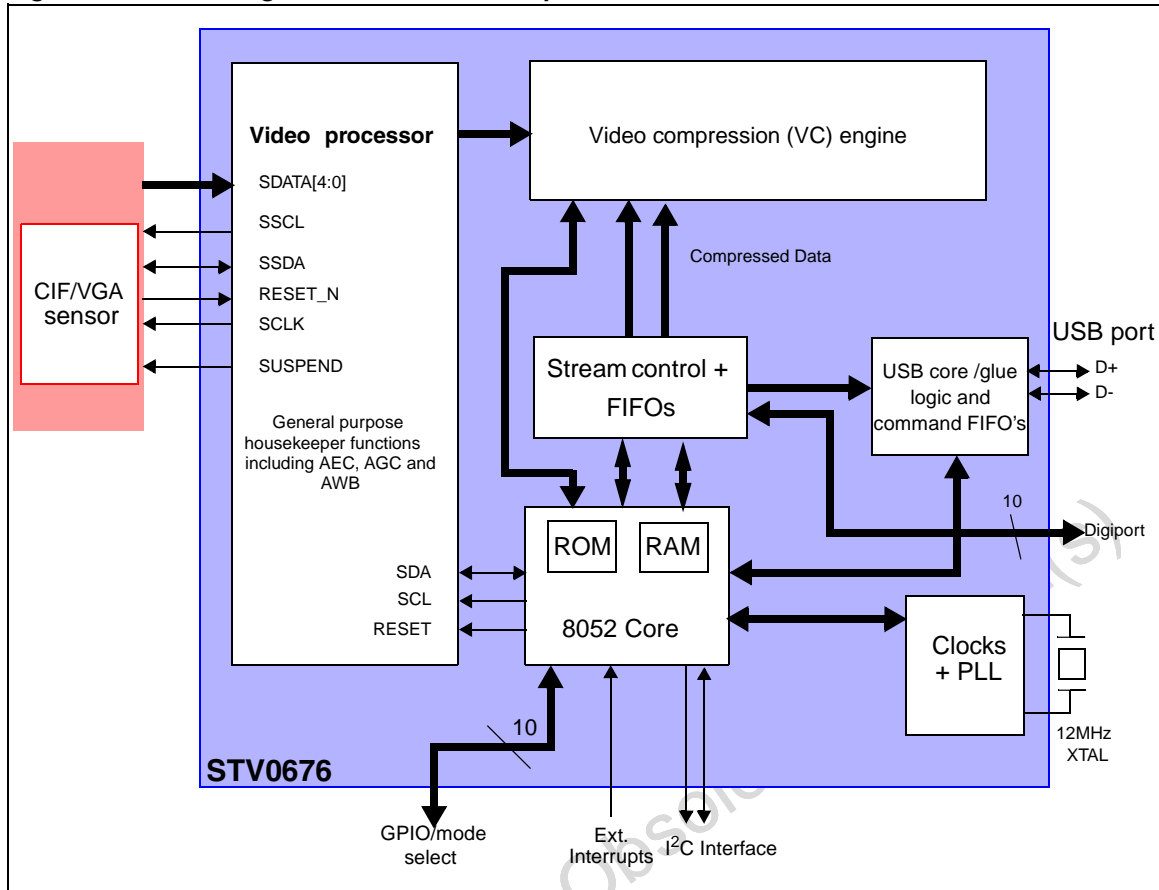 Video processor
SDATA[4:0]
SSCL
SSDA
RESET_N
SCLK
SUSPEND
General purpose
housekeeper functions
including AEC, AGC and
AWB
SDA
SCL
RESET
CIF/VGA
sensor
Video compression (VC) engine
Compressed Data
Stream control +
FIFOs
USB core /glue
logic and
command FIFO's
USB port
D+
D-
10
Digiport
ROM
RAM
8052 Core
Clocks
+ PLL
12MHz
XTAL
10
STV0676
GPIO/mode
select
Ext.
Interrupts
I2C Interface